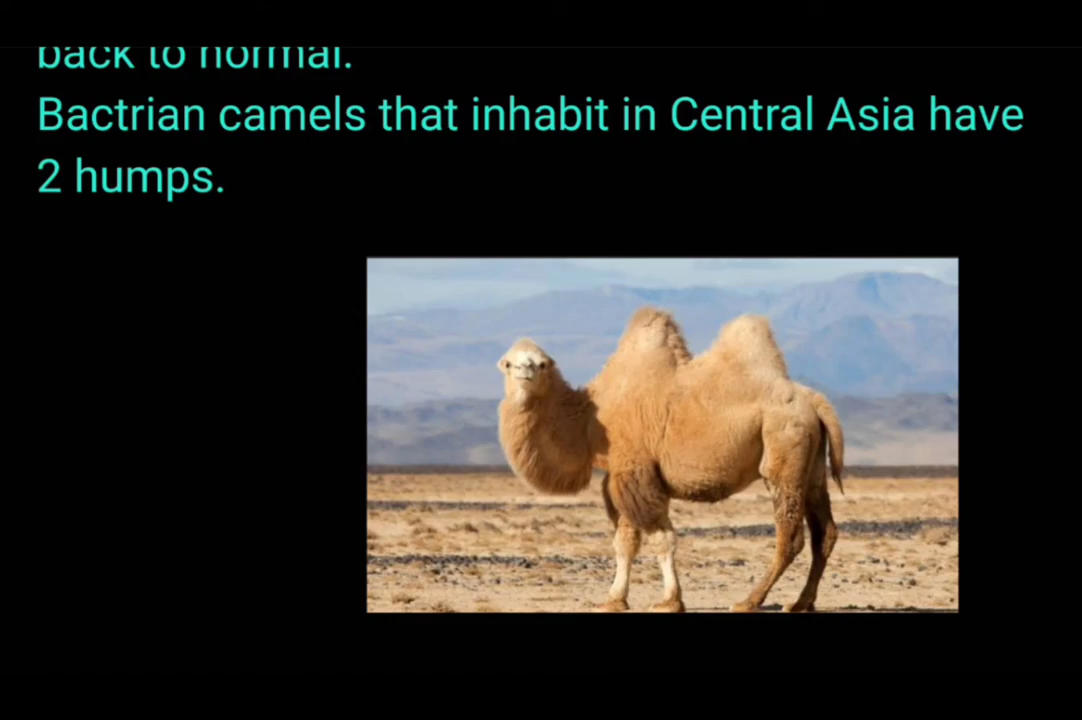 back to normal.
Bactrian camels that inhabit in Central Asia have
2 humps.